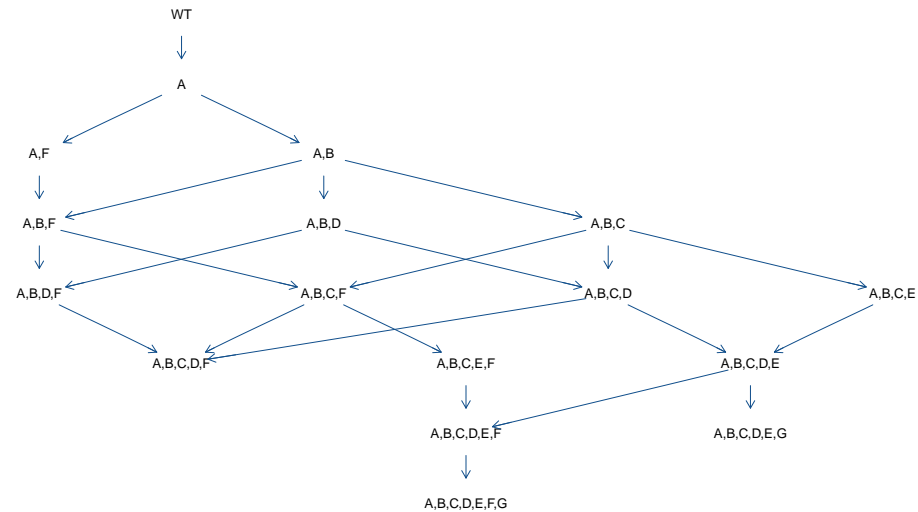 WT
A
A,F
A,B
A,B,F
A,B,D
A,B,C
A,B,D,F
A,B,C,F
A,B,C,D
A,B,C,E
A,B,C,D,F
A,B,C,E,F
A,B,C,D,E
A,B,C,D,E,F
A,B,C,D,E,G
A,B,C,D,E,F,G